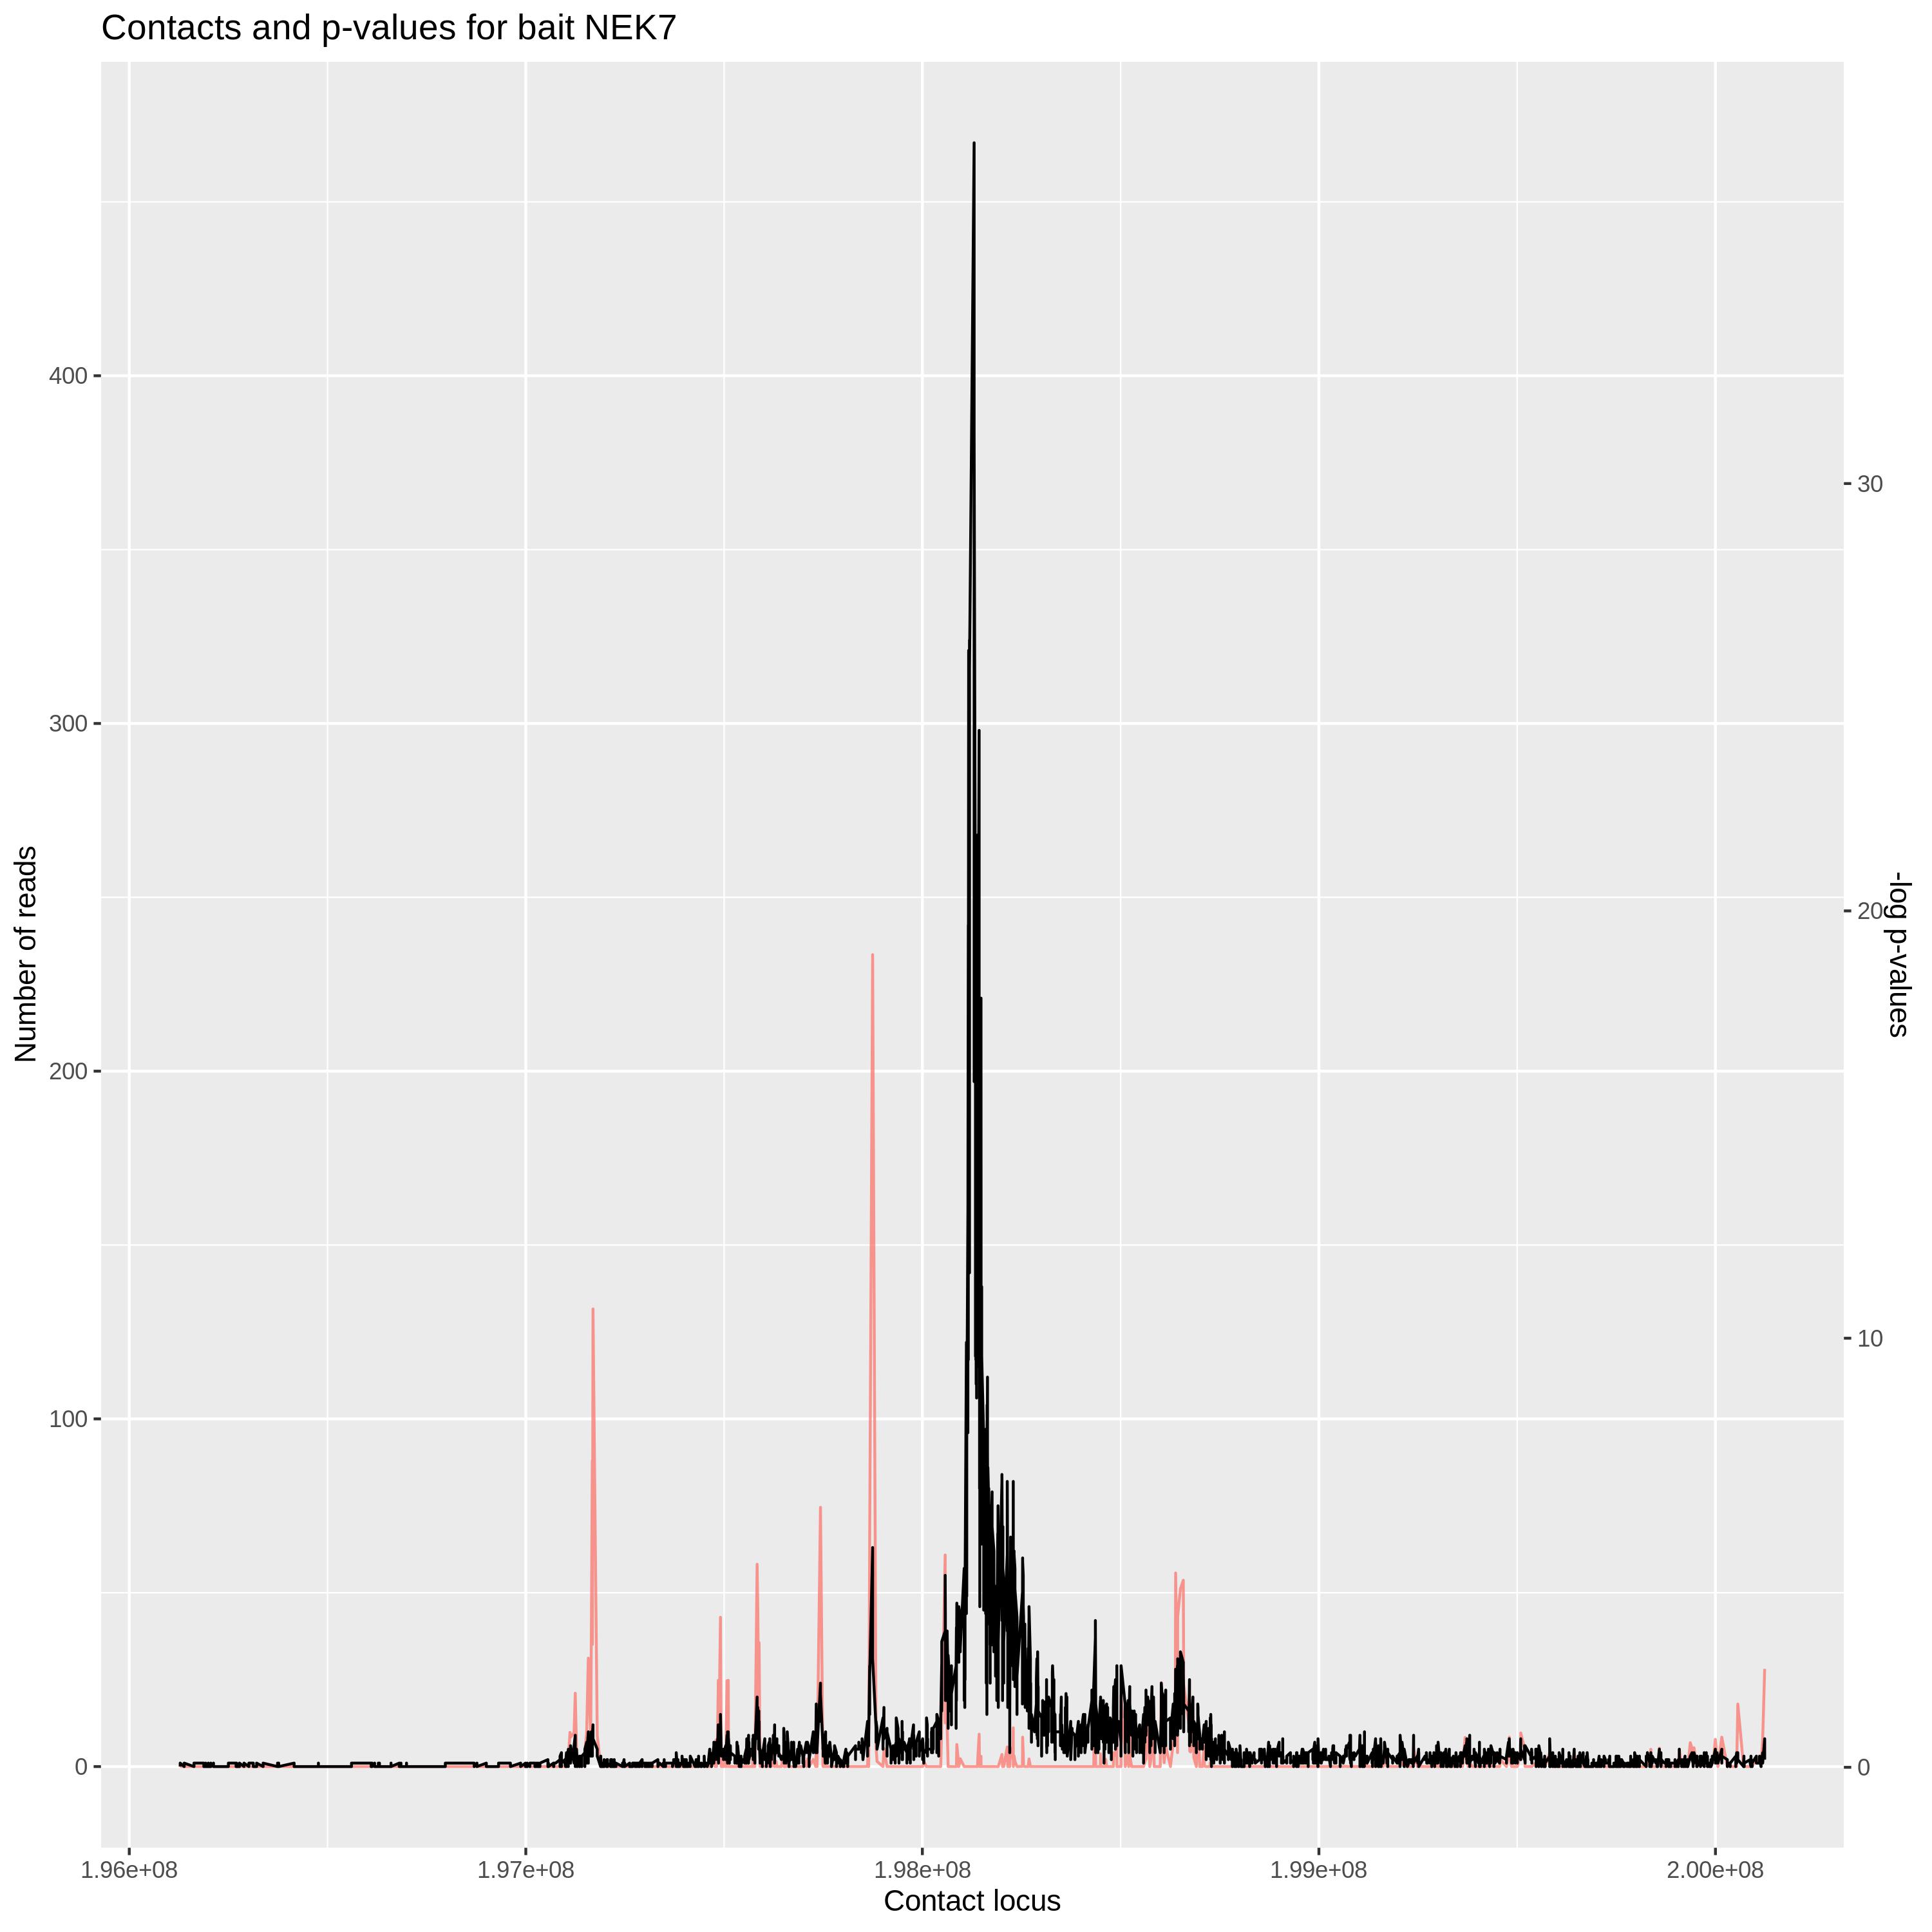 Contacts and p-values for bait NEK7
Number of reads
400
300
200
100
0
30
20
10
0
-log p-values
1.96e+08
1.97e+08
1.98e+08
1.99e+08
2.00e+08
Contact locus